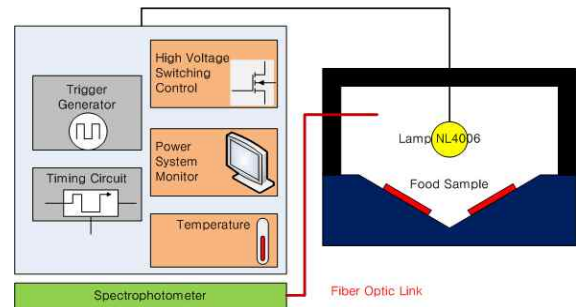 High Voltage
Switching
Control
Trigger
Generator
Power
System
Monitor
Timing Circuit
Temperature
Spectrophotometer
Lamp NL4006
Food Sample
Fiber Optic Link